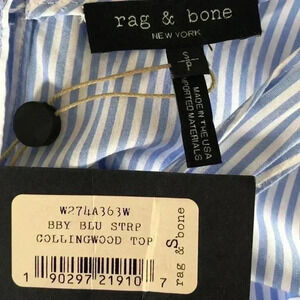 rag & bone
NEW YORK
S/P
MADE IN THE USA
IMPORTED MATERIALS
W274A363W
BBY BLU STRP
COLLINGWOOD TOP
S
1 90297 21910 7
rag & bone